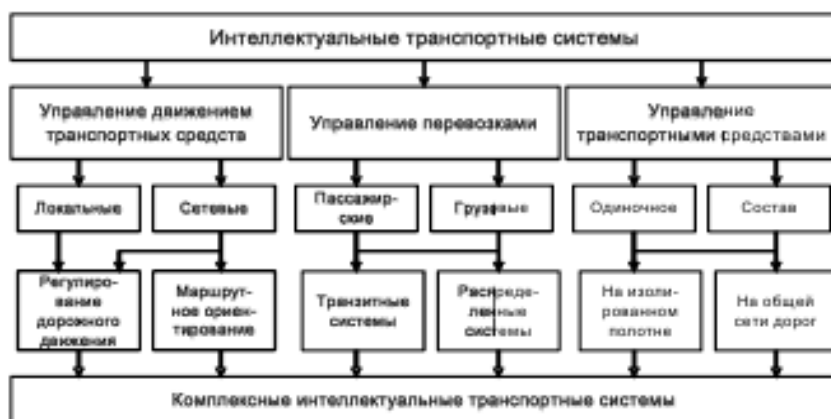 Интеллектуальные транспортные системы
Управление движением
транспортных средств
Управление перевозками
Управление
транспортными средствами
Локальные
Сетевые
Пассажир-
ские
Грузовые
Одиночное
Состав
Регулиро-
вание
дорожного
движения
Маршрут-
ное ориен-
тирование
Транзитные
системы
Распреде-
ленные
системы
На изоли-
рованном
полотне
На общей
сети дорог
Комплексные интеллектуальные транспортные системы